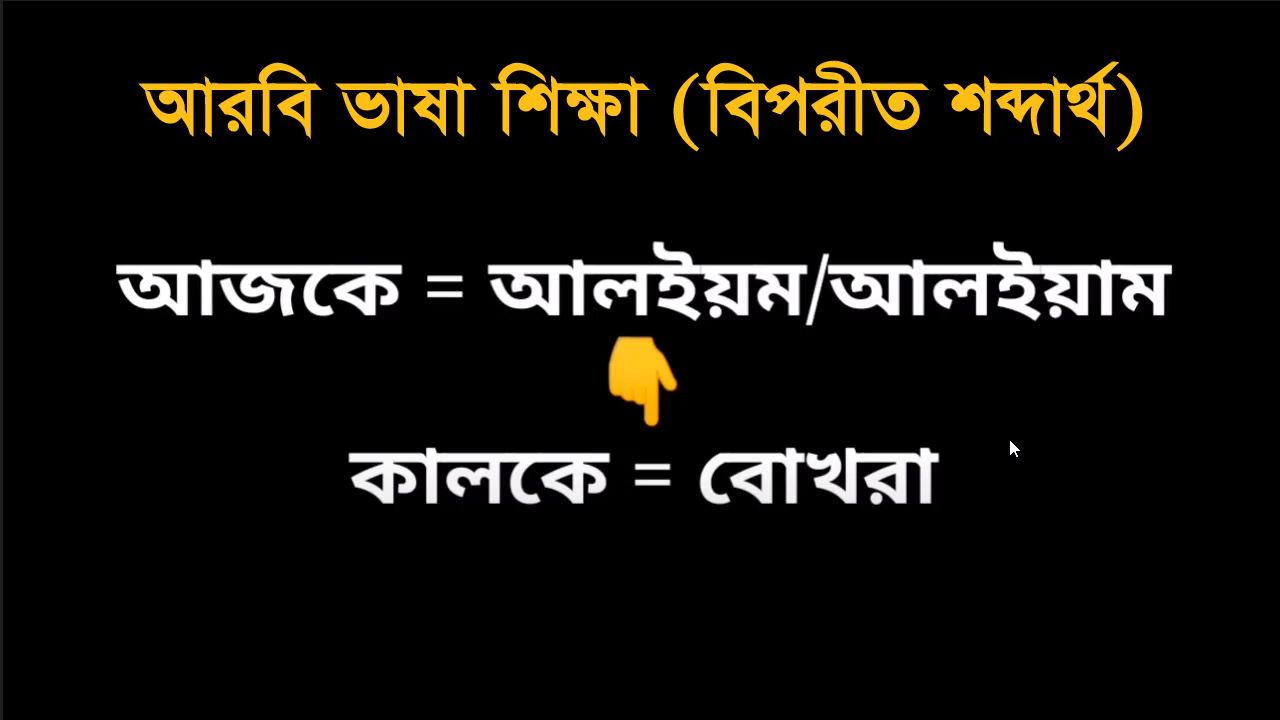 আরবি ভাষা শিক্ষা (বিপরীত শব্দার্থ)
আজকে = আলইয়ম/আলইয়াম
কালকে = বোখরা